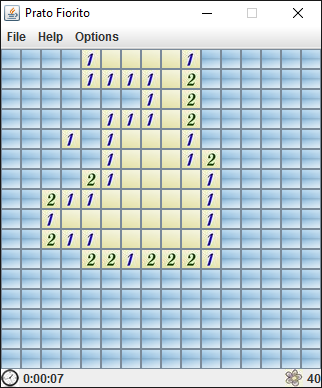 Prato Fiorito
File Help Options
1 1
1 1 1 1 2
1 2
1 1 1 2
1 1 1
1 1 2
2 1 1
2 1 1 1
1 1
2 1 1 1
2 2 1 2 2 2 1
0:00:07 40